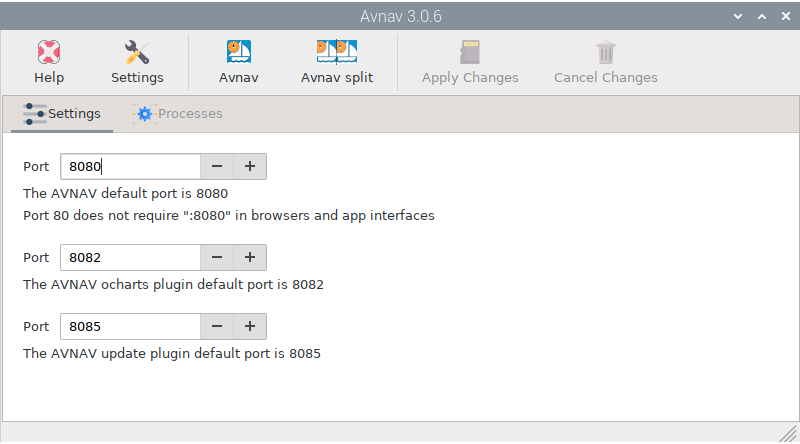 Avnav 3.0.6
Help Settings Avnav Avnav split Apply Changes Cancel Changes
Settings Processes
Port 8080
The AVNAV default port is 8080
Port 80 does not require ":8080" in browsers and app interfaces
Port 8082
The AVNAV ocharts plugin default port is 8082
Port 8085
The AVNAV update plugin default port is 8085